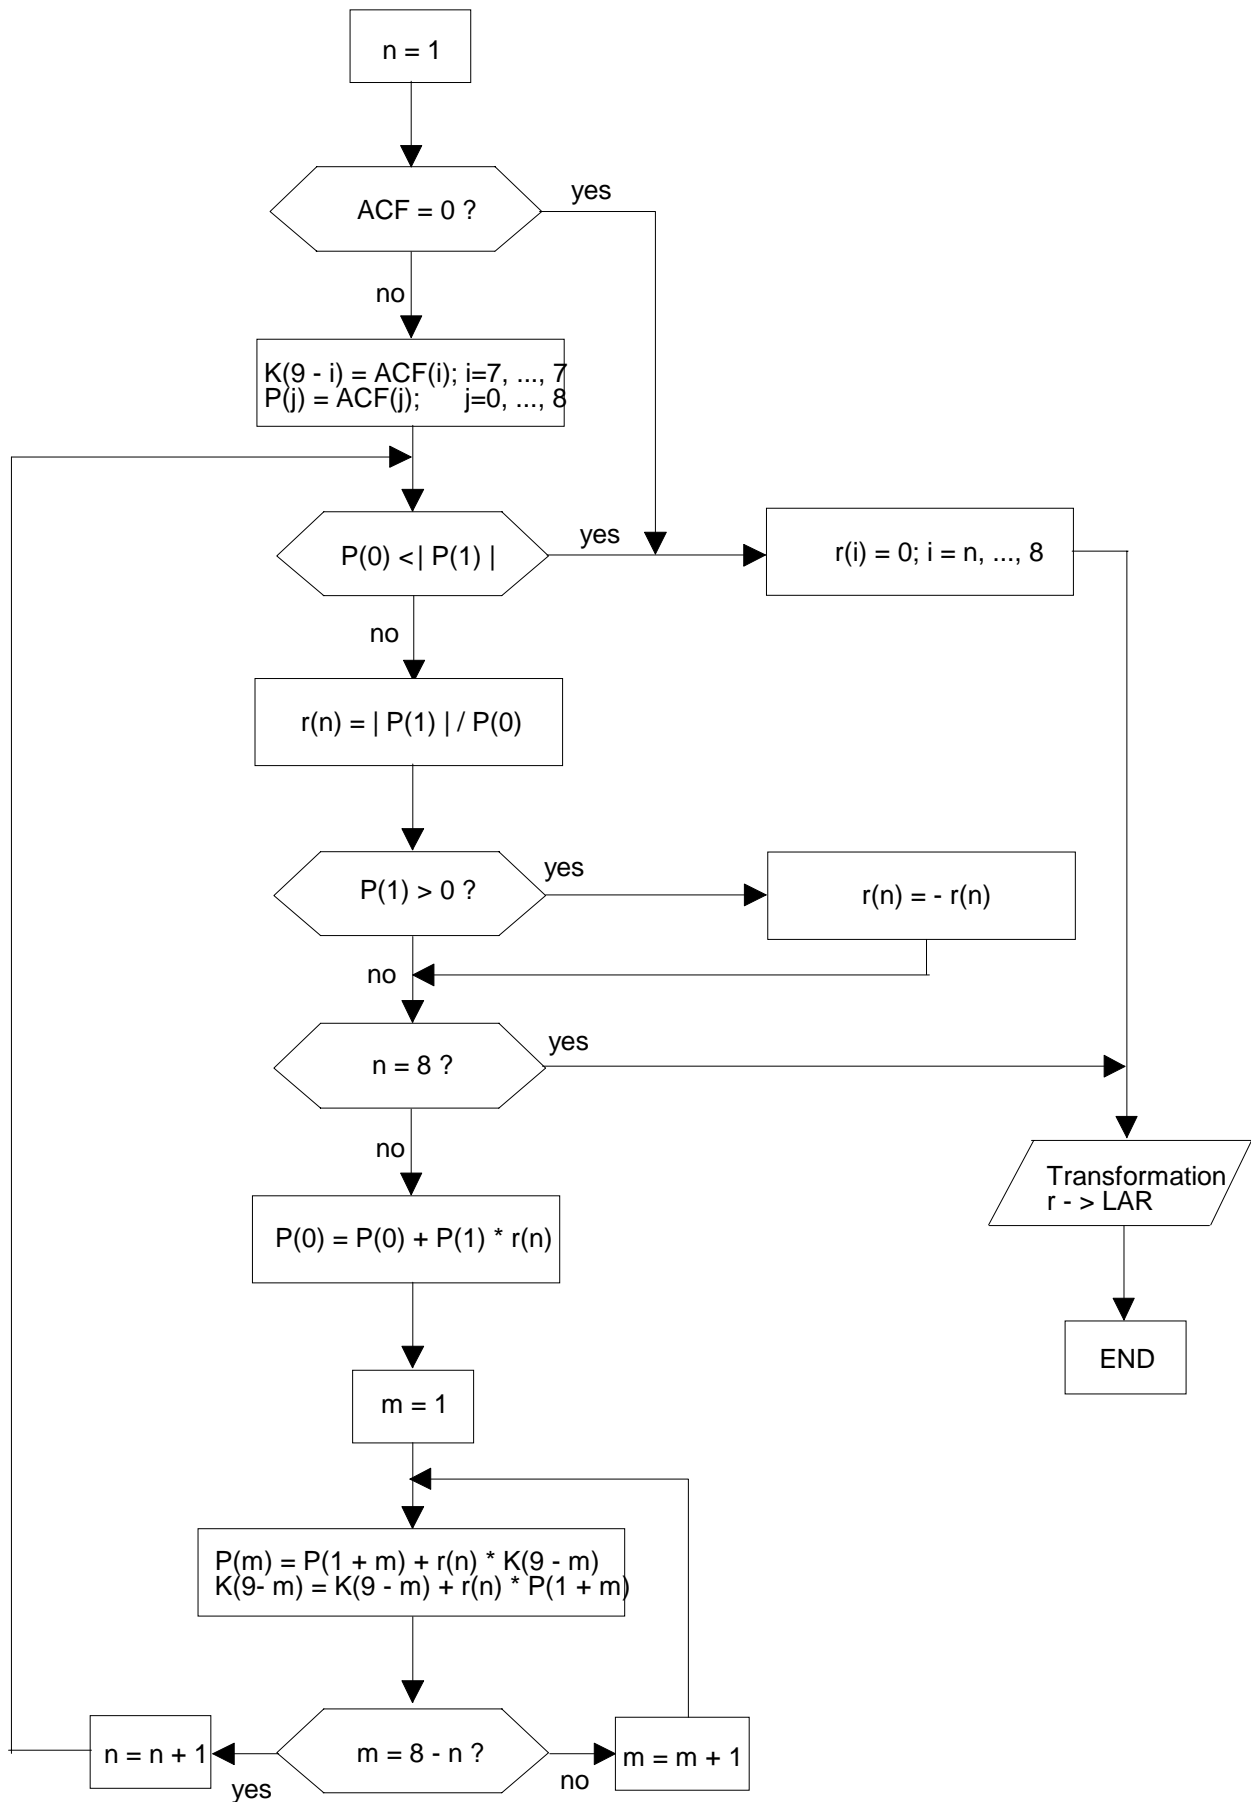 n = 1
ACF = 0 ?
yes
no
K(9 - i) = ACF(i); i=7, ..., 7
P(j) = ACF(j); j=0, ..., 8
P(0) <| P(1) |
yes
r(i) = 0; i = n, ..., 8
no
r(n) = | P(1) | / P(0)
P(1) > 0 ?
yes
r(n) = - r(n)
no
n = 8 ?
yes
no
Transformation
r - > LAR
P(0) = P(0) + P(1) * r(n)
END
m = 1
P(m) = P(1 + m) + r(n) * K(9 - m)
K(9- m) = K(9 - m) + r(n) * P(1 + m)
n = n + 1
yes
m = 8 - n ?
no
m = m + 1